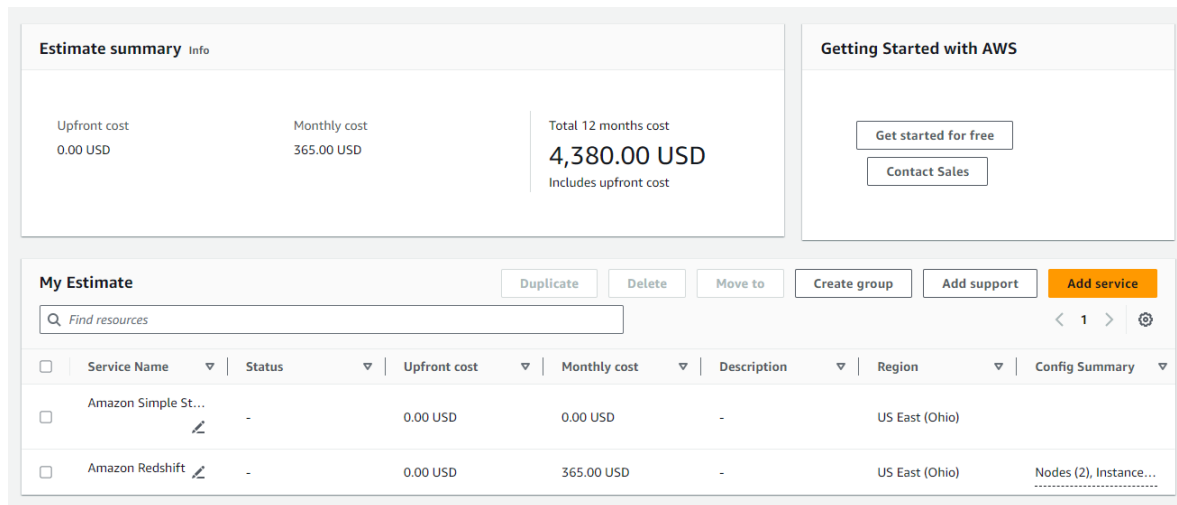 Estimate summary Info
Getting Started with AWS
Upfront cost
Monthly cost
Total 12 months cost
0.00 USD
365.00 USD
4,380.00 USD
Includes upfront cost
Get started for free
Contact Sales
My Estimate
Duplicate
Delete
Move to
Create group
Add support
Add service
Find resources
1
Service Name Status Upfront cost Monthly cost Description Region Config Summary
Amazon Simple St... - 0.00 USD 0.00 USD - US East (Ohio)
Amazon Redshift - 0.00 USD 365.00 USD - US East (Ohio) Nodes (2), Instance...